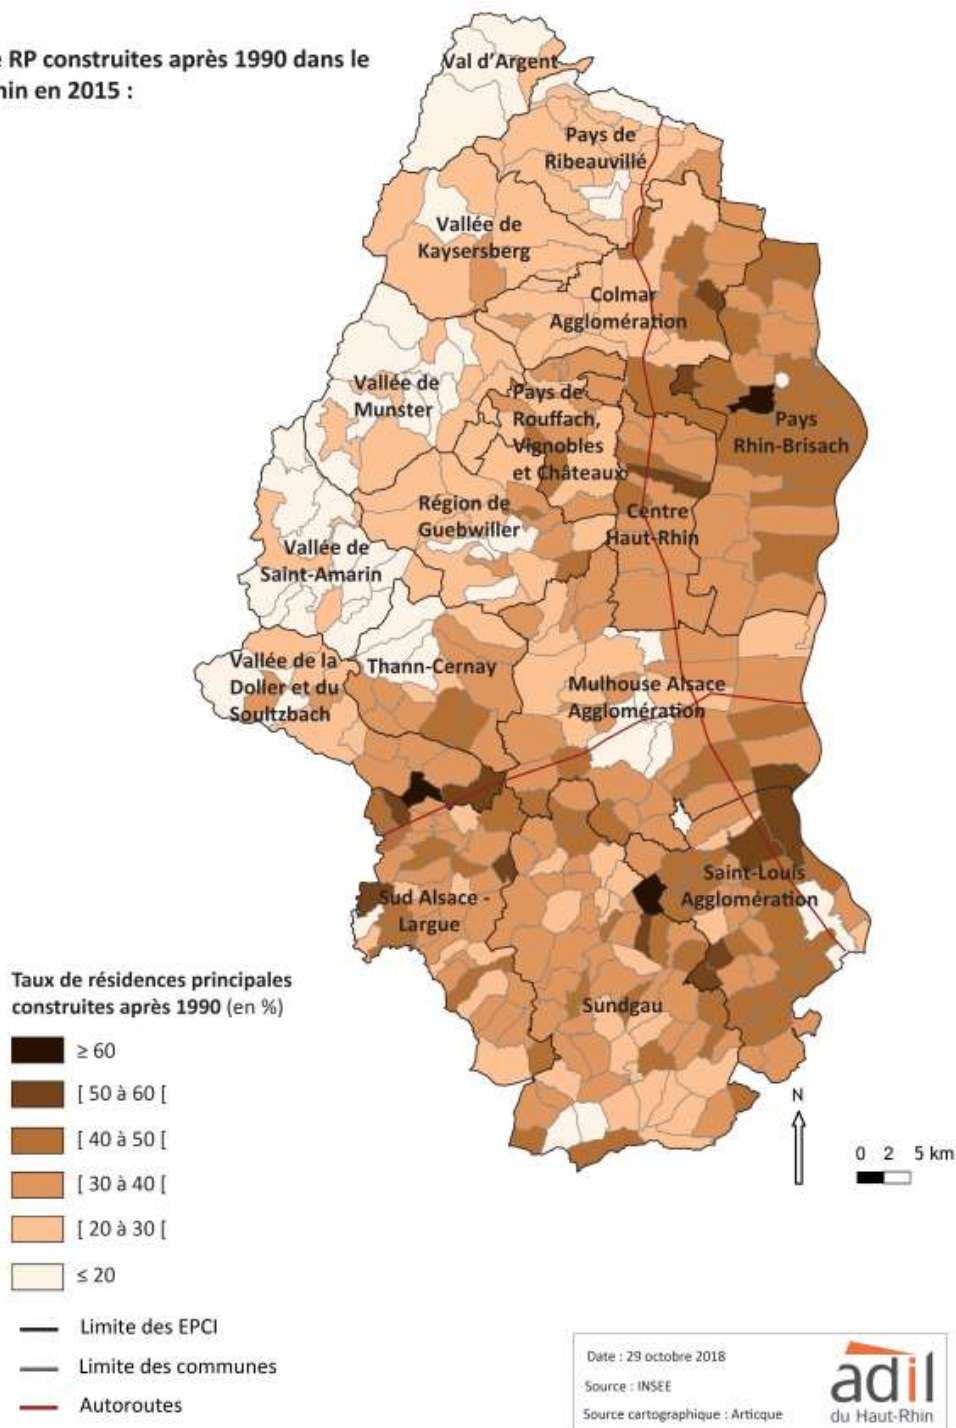 RP construites après 1990 dans le
en 2015 :
Val d'Argent
Pays de
Ribeauvillé
Vallée de
Kaysersberg
Colmar
Agglomération
Vallée de
Munster
Pays de
Rouffach,
Vignobles
et Châteaux
Pays
Rhin-Brisach
Région de
Guebwiller
Centre
Haut-Rhin
Vallée de
Saint-Amarin
Vallée de la
Doller et du
Soultzbach
Thann-Cernay
Mulhouse Alsace
Agglomération
Saint-Louis
Agglomération
Sud Alsace -
Largue
Sundgau
Taux de résidences principales
construites après 1990 (en %)
≥ 60
[ 50 à 60 [
[ 40 à 50 [
[ 30 à 40 [
[ 20 à 30 [
≤ 20
Limite des EPCI
Limite des communes
Autoroutes
N
0 2 5 km
Date : 29 octobre 2018
Source : INSEE
Source cartographique : Articque
adil
du Haut-Rhin